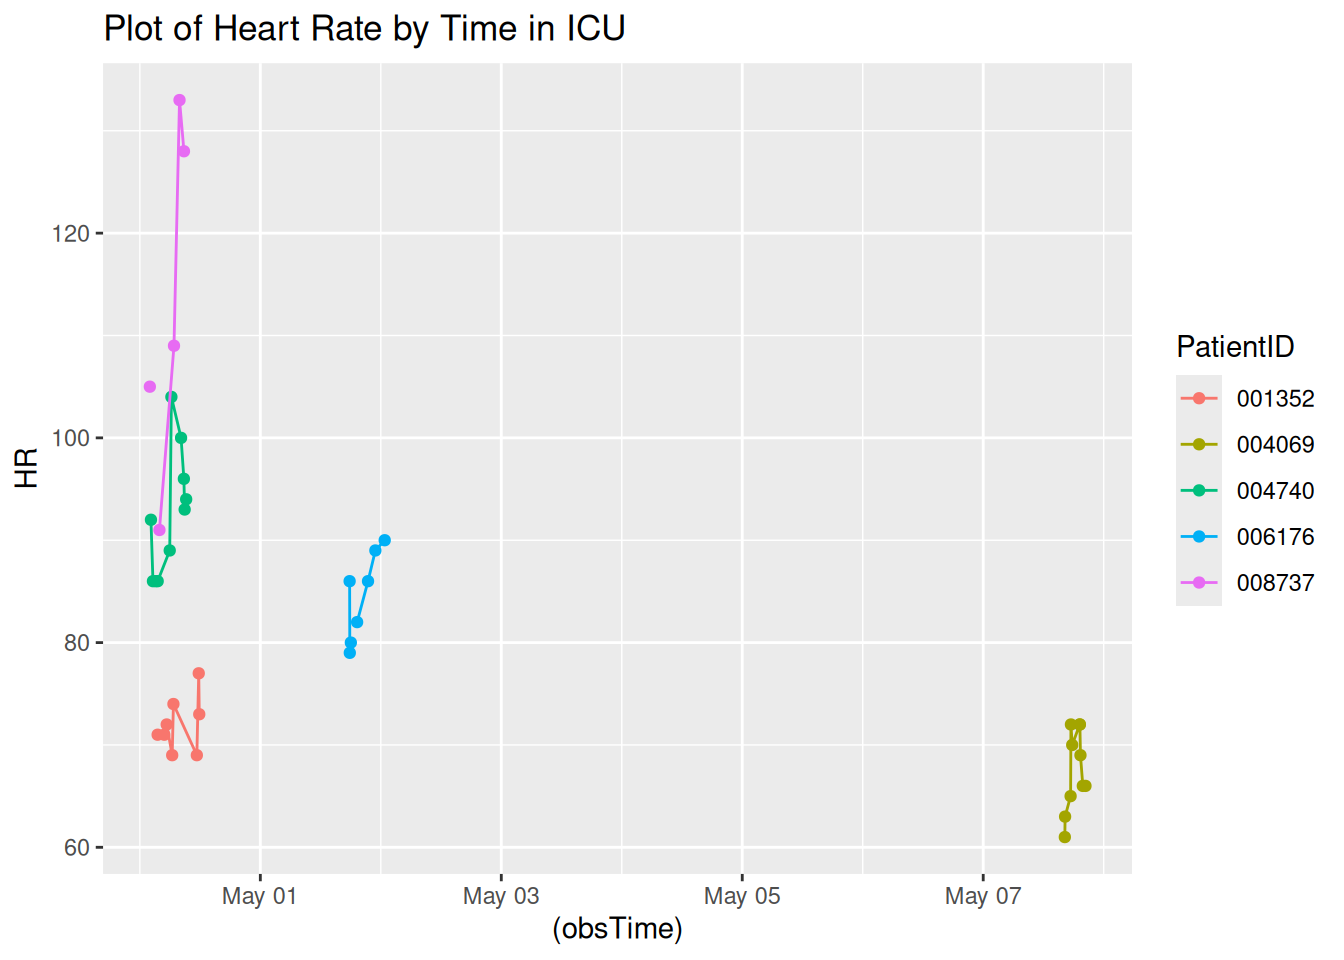 Plot of Heart Rate by Time in ICU
HR
120
100
80
60
May 01
May 03
May 05
May 07
(obsTime)
PatientID
001352
004069
004740
006176
008737